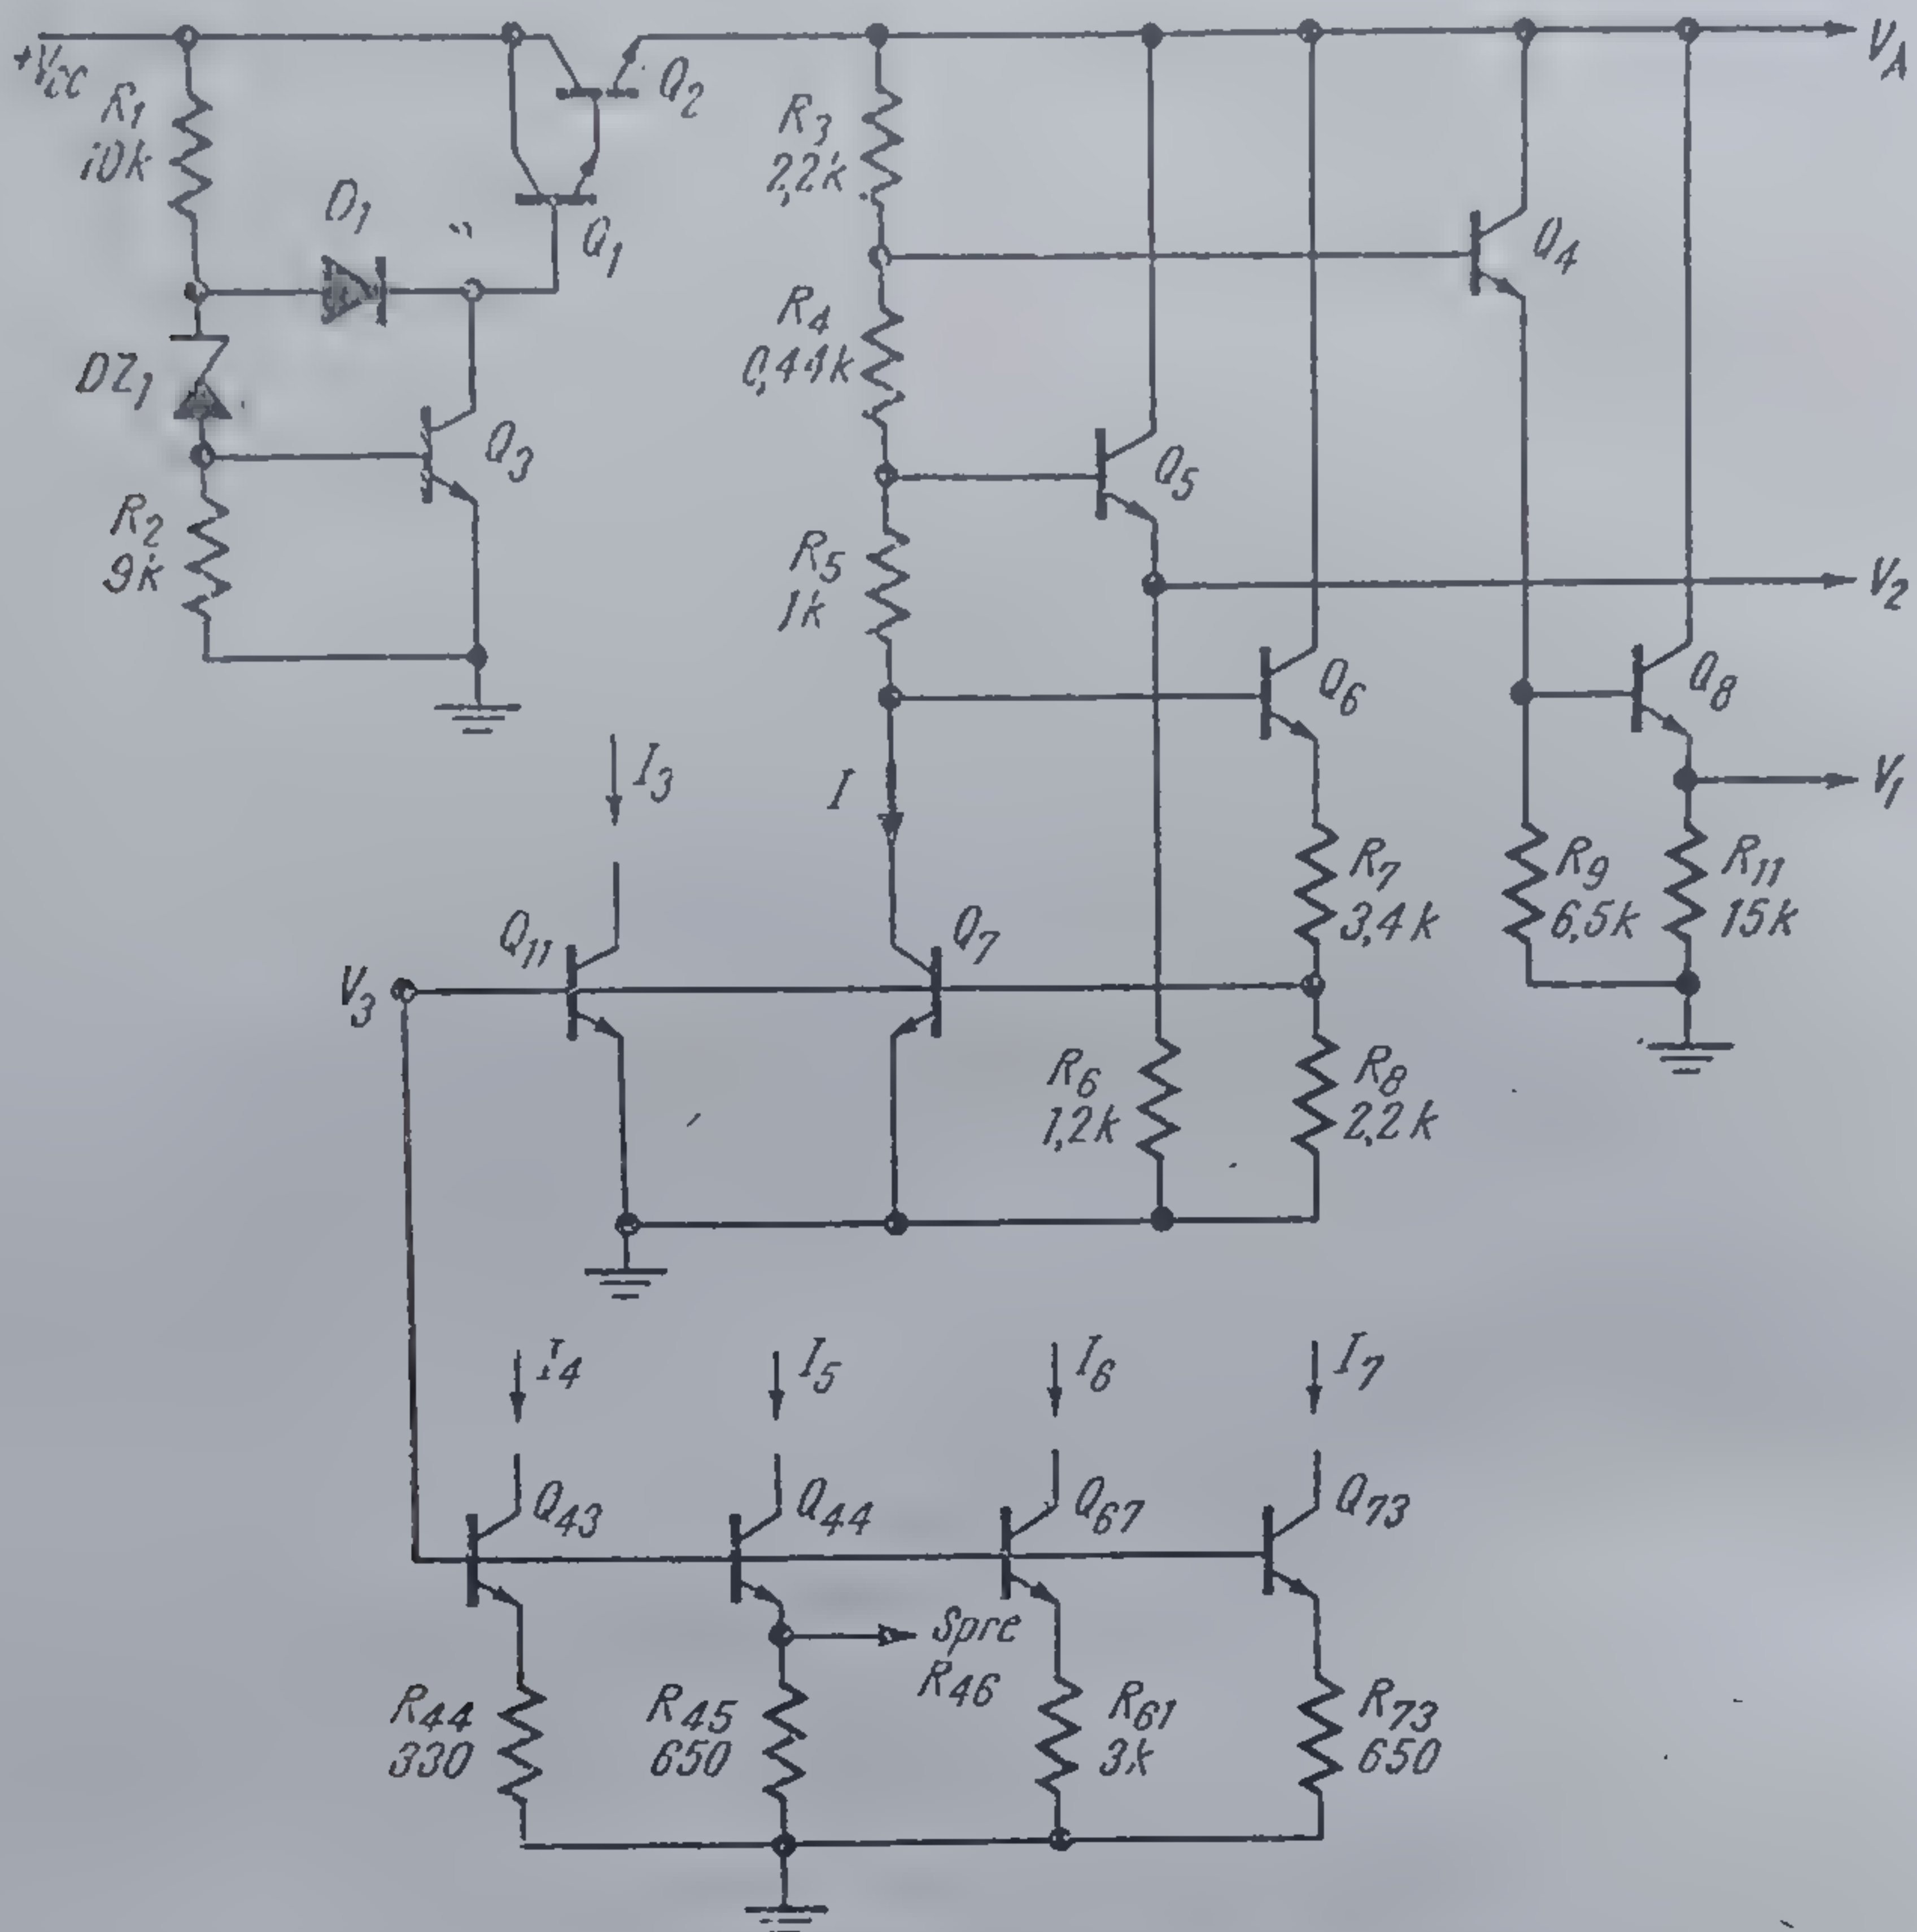 +VCC
R1
10k
D1
DZ1
R2
9k
Q1
Q2
Q3
R3
2,2k
R4
0,44k
R5
1k
Q4
Q5
Q6
Q8
VA
V2
V1
I3
I
R7
3,4k
R9
6,5k
R11
15k
Q11
Q7
V3
R6
1,2k
R8
2,2k
I4
I5
I6
I7
Q43
Q44
Q67
Q73
Spre
R46
R44
330
R45
650
R61
3k
R73
650